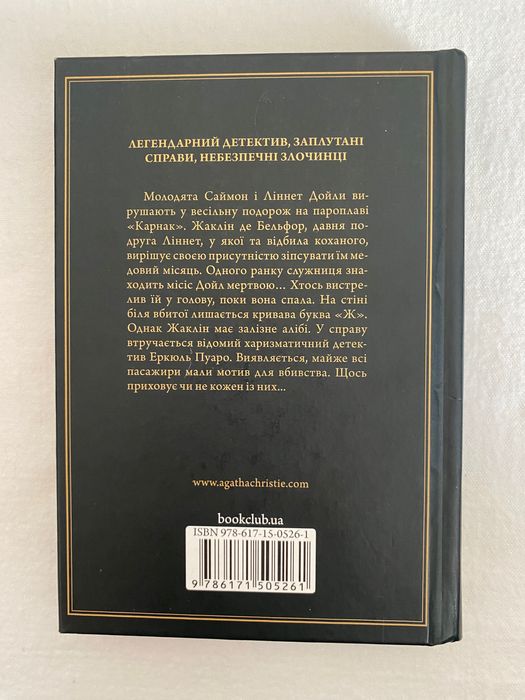 ЛЕГЕНДАРНИЙ ДЕТЕКТИВ, ЗАПЛУТАНІ
СПРАВИ, НЕБЕЗПЕЧНІ ЗЛОЧИНЦІ
Молодята Саймон і Ліннет Дойли ви-
рушають у весільну подорож на пароплаві
«Карнак». Жаклін де Бельфор, давня по-
друга Ліннет, у якої та відбила коханого,
вирішує своєю присутністю зіпсувати їм ме-
довий місяць. Одного ранку служниця зна-
ходить місіс Дойл мертвою... Хтось вистре-
лив їй у голову, поки вона спала. На стіні
біля вбитої лишається кривава буква «Ж».
Однак Жаклін має залізне алібі. У справу
втручається відомий харизматичний детек-
тив Еркюль Пуаро. Виявляється, майже всі
пасажири мали мотив для вбивства. Щось
приховує чи не кожен із них...
www.agathachristie.com
bookclub.ua
ISBN 978-617-15-0526-1
9 786171 505261